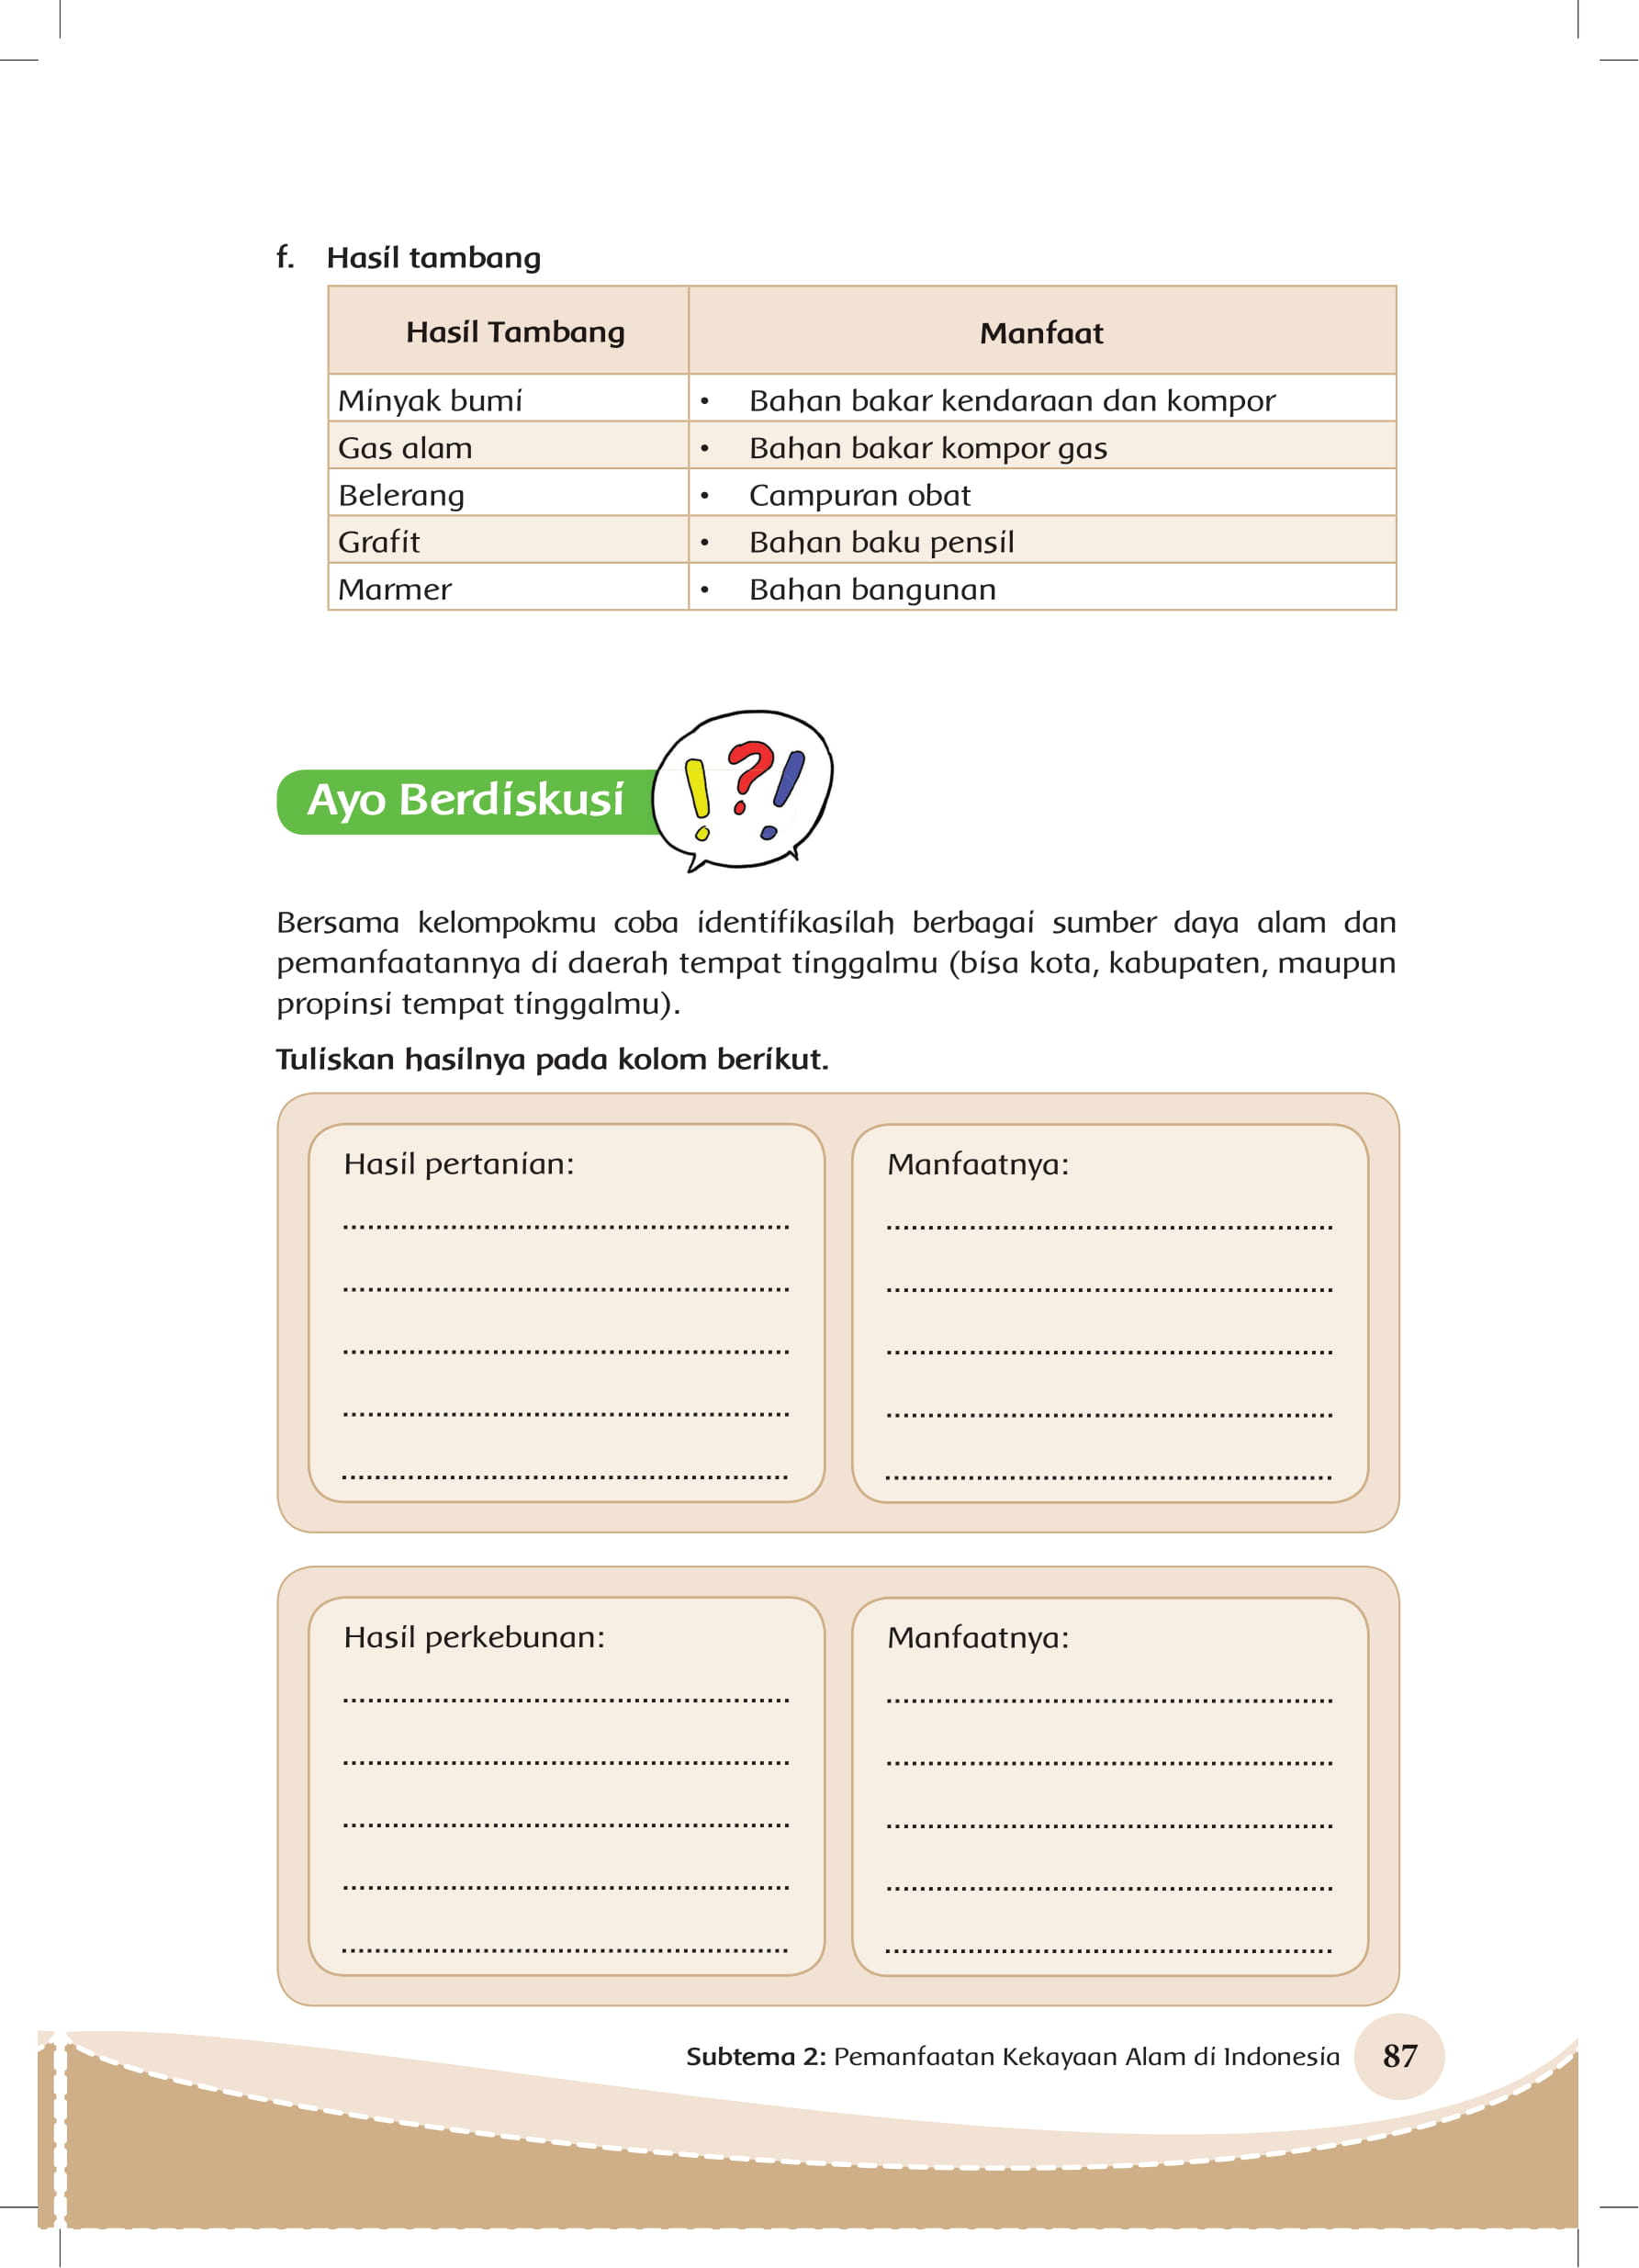 f. Hasil tambang
Hasil Tambang Manfaat
Minyak bumi • Bahan bakar kendaraan dan kompor
Gas alam • Bahan bakar kompor gas
Belerang • Campuran obat
Grafit • Bahan baku pensil
Marmer • Bahan bangunan
Ayo Berdiskusi
!?!
Bersama kelompokmu coba identifikasilah berbagai sumber daya alam dan
pemanfaatannya di daerah tempat tinggalmu (bisa kota, kabupaten, maupun
propinsi tempat tinggalmu).
Tuliskan hasilnya pada kolom berikut.
Hasil pertanian:
Manfaatnya:
Hasil perkebunan:
Manfaatnya:
Subtema 2: Pemanfaatan Kekayaan Alam di Indonesia 87